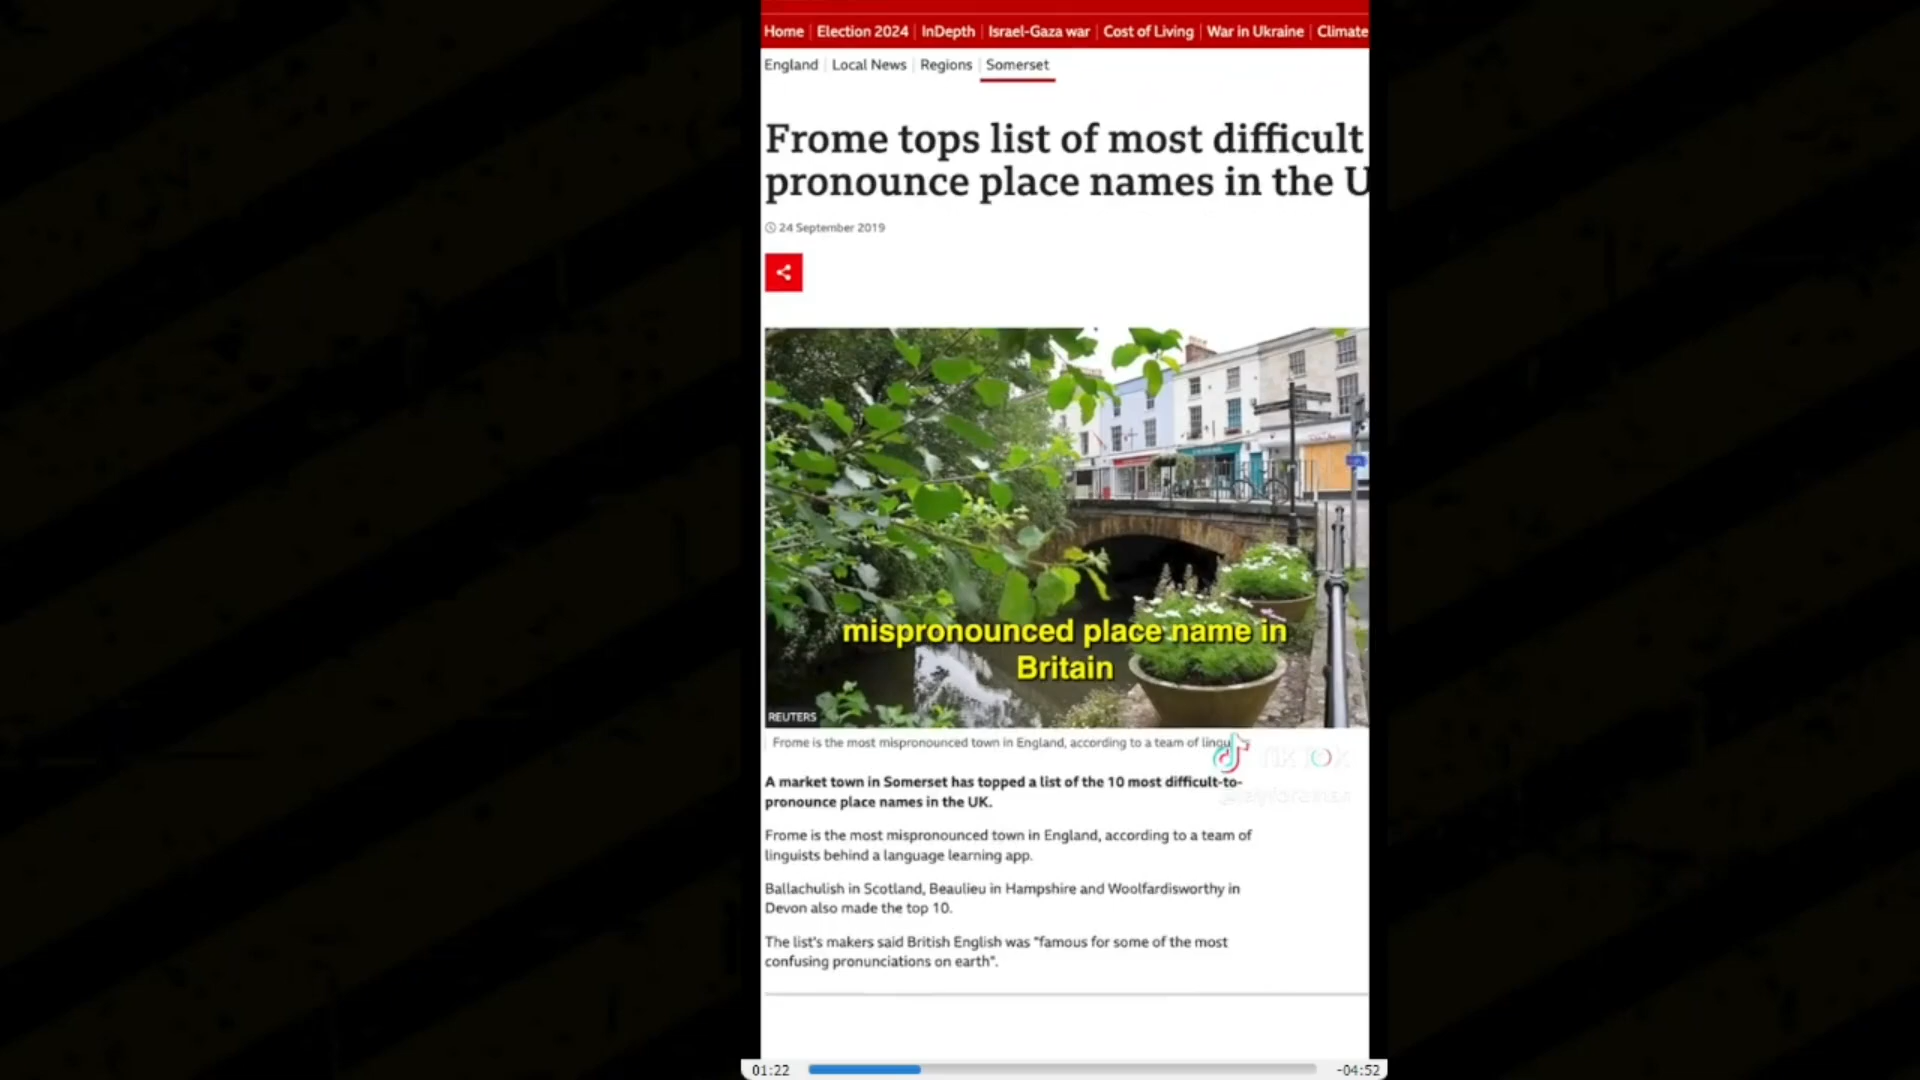 Home Election 2024 InDepth Israel-Gaza war Cost of Living War in Ukraine Climate
England Local News Regions Somerset
Frome tops list of most difficult
pronounce place names in the U
24 September 2019
mispronounced place name in
Britain
REUTERS
Frome is the most mispronounced town in England, according to a team of lingu
TikTok
A market town in Somerset has topped a list of the 10 most difficult-to-
pronounce place names in the UK.
Frome is the most mispronounced town in England, according to a team of
linguists behind a language learning app.
Ballachulish in Scotland, Beaulieu in Hampshire and Woolfardisworthy in
Devon also made the top 10.
The list's makers said British English was "famous for some of the most
confusing pronunciations on earth".
01:22 -04:52